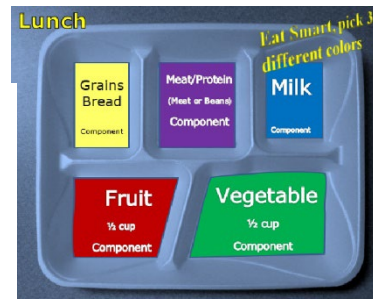 Lunch
Eat Smart, pick 3
different colors
Grains
Bread
Component
Meat/Protein
(Meet or Beans)
Component
Milk
Component
Fruit
½ cup
Component
Vegetable
½ cup
Component